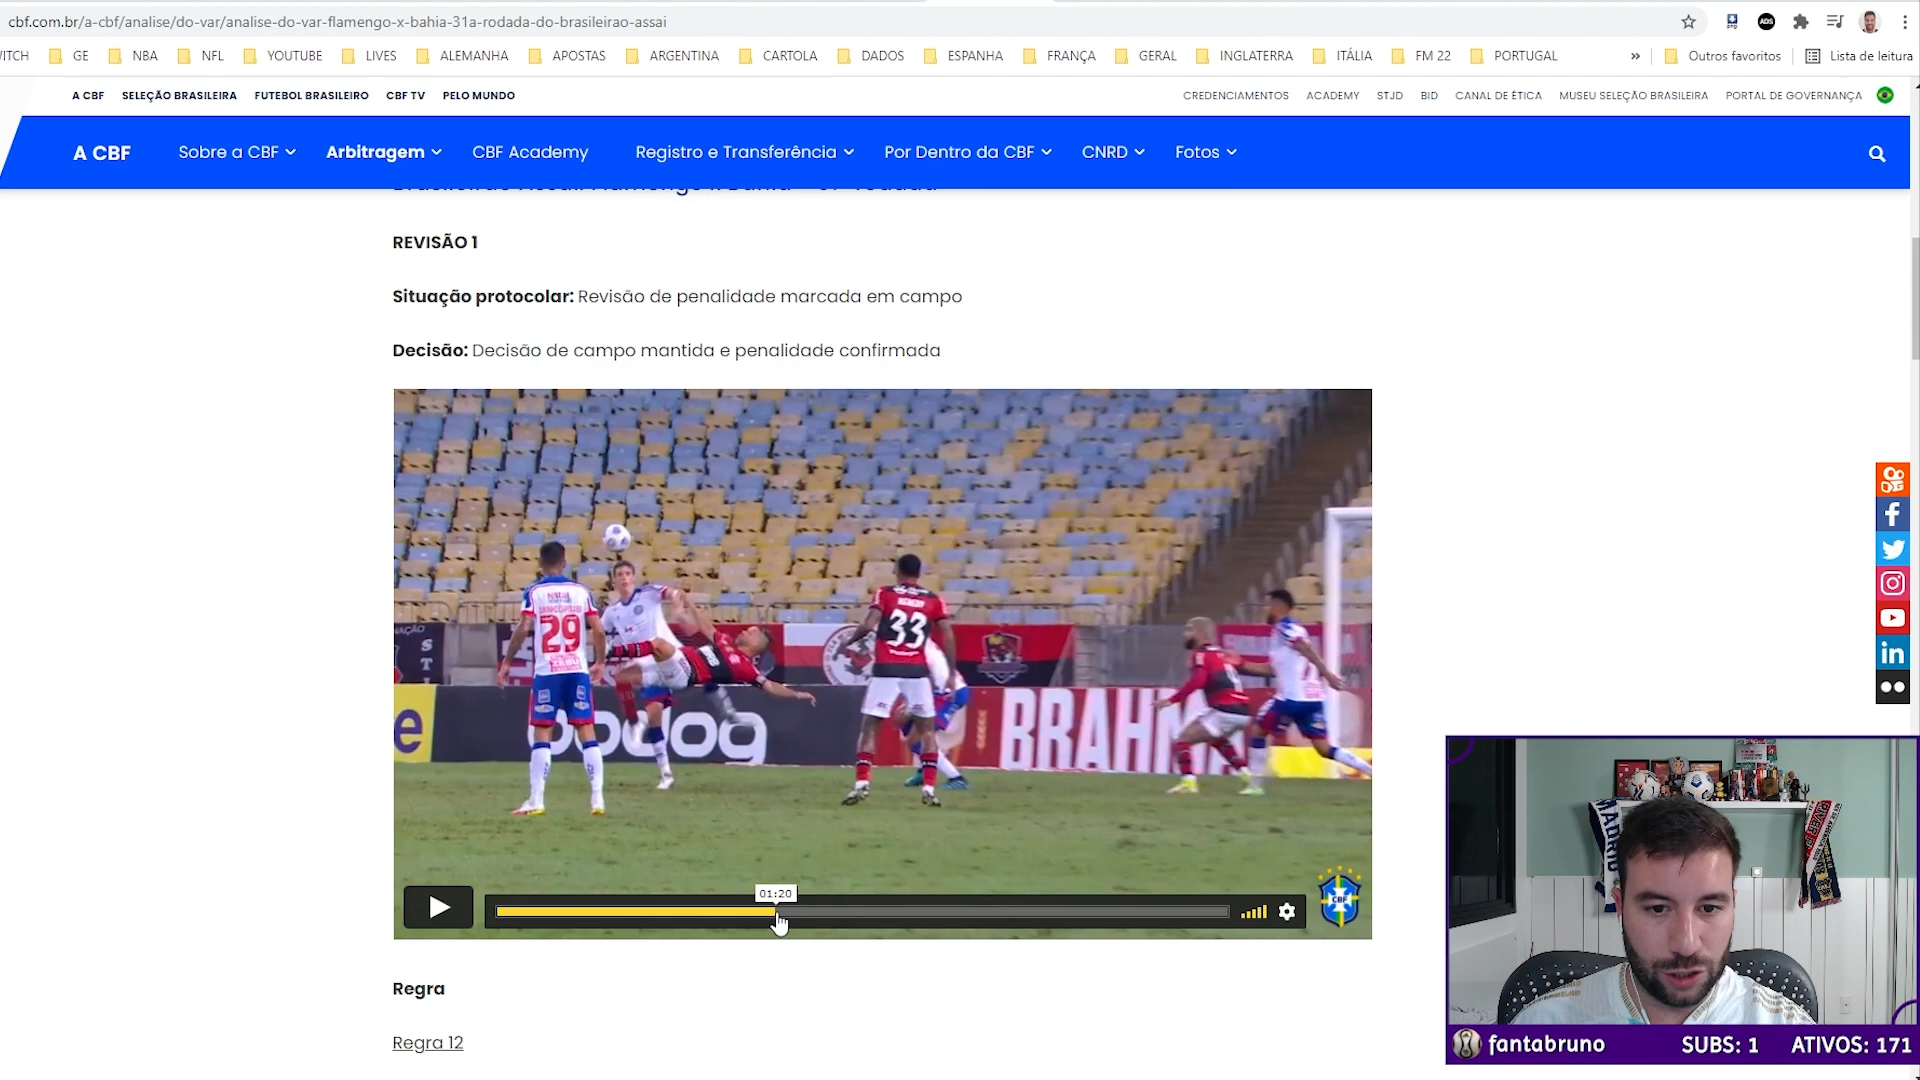 cbf.com.br/a-cbf/analise/do-var/analise-do-var-flamengo-x-bahia-31a-rodada-do-brasileirao-assai
ITCH GE NBA NFL YOUTUBE LIVES ALEMANHA APOSTAS ARGENTINA CARTOLA DADOS ESPANHA FRANÇA GERAL INGLATERRA ITÁLIA FM 22 PORTUGAL » Outros favoritos Lista de leitura
A CBF SELEÇÃO BRASILEIRA FUTEBOL BRASILEIRO CBF TV PELO MUNDO CREDENCIAMENTOS ACADEMY STJD BID CANAL DE ÉTICA MUSEU SELEÇÃO BRASILEIRA PORTAL DE GOVERNANÇA
A CBF Sobre a CBF Arbitragem CBF Academy Registro e Transferência Por Dentro da CBF CNRD Fotos
REVISÃO 1
Situação protocolar: Revisão de penalidade marcada em campo
Decisão: Decisão de campo mantida e penalidade confirmada
29
33
BRAHM
01:20
CBF
Regra
Regra 12
fantabruno SUBS: 1 ATIVOS: 171